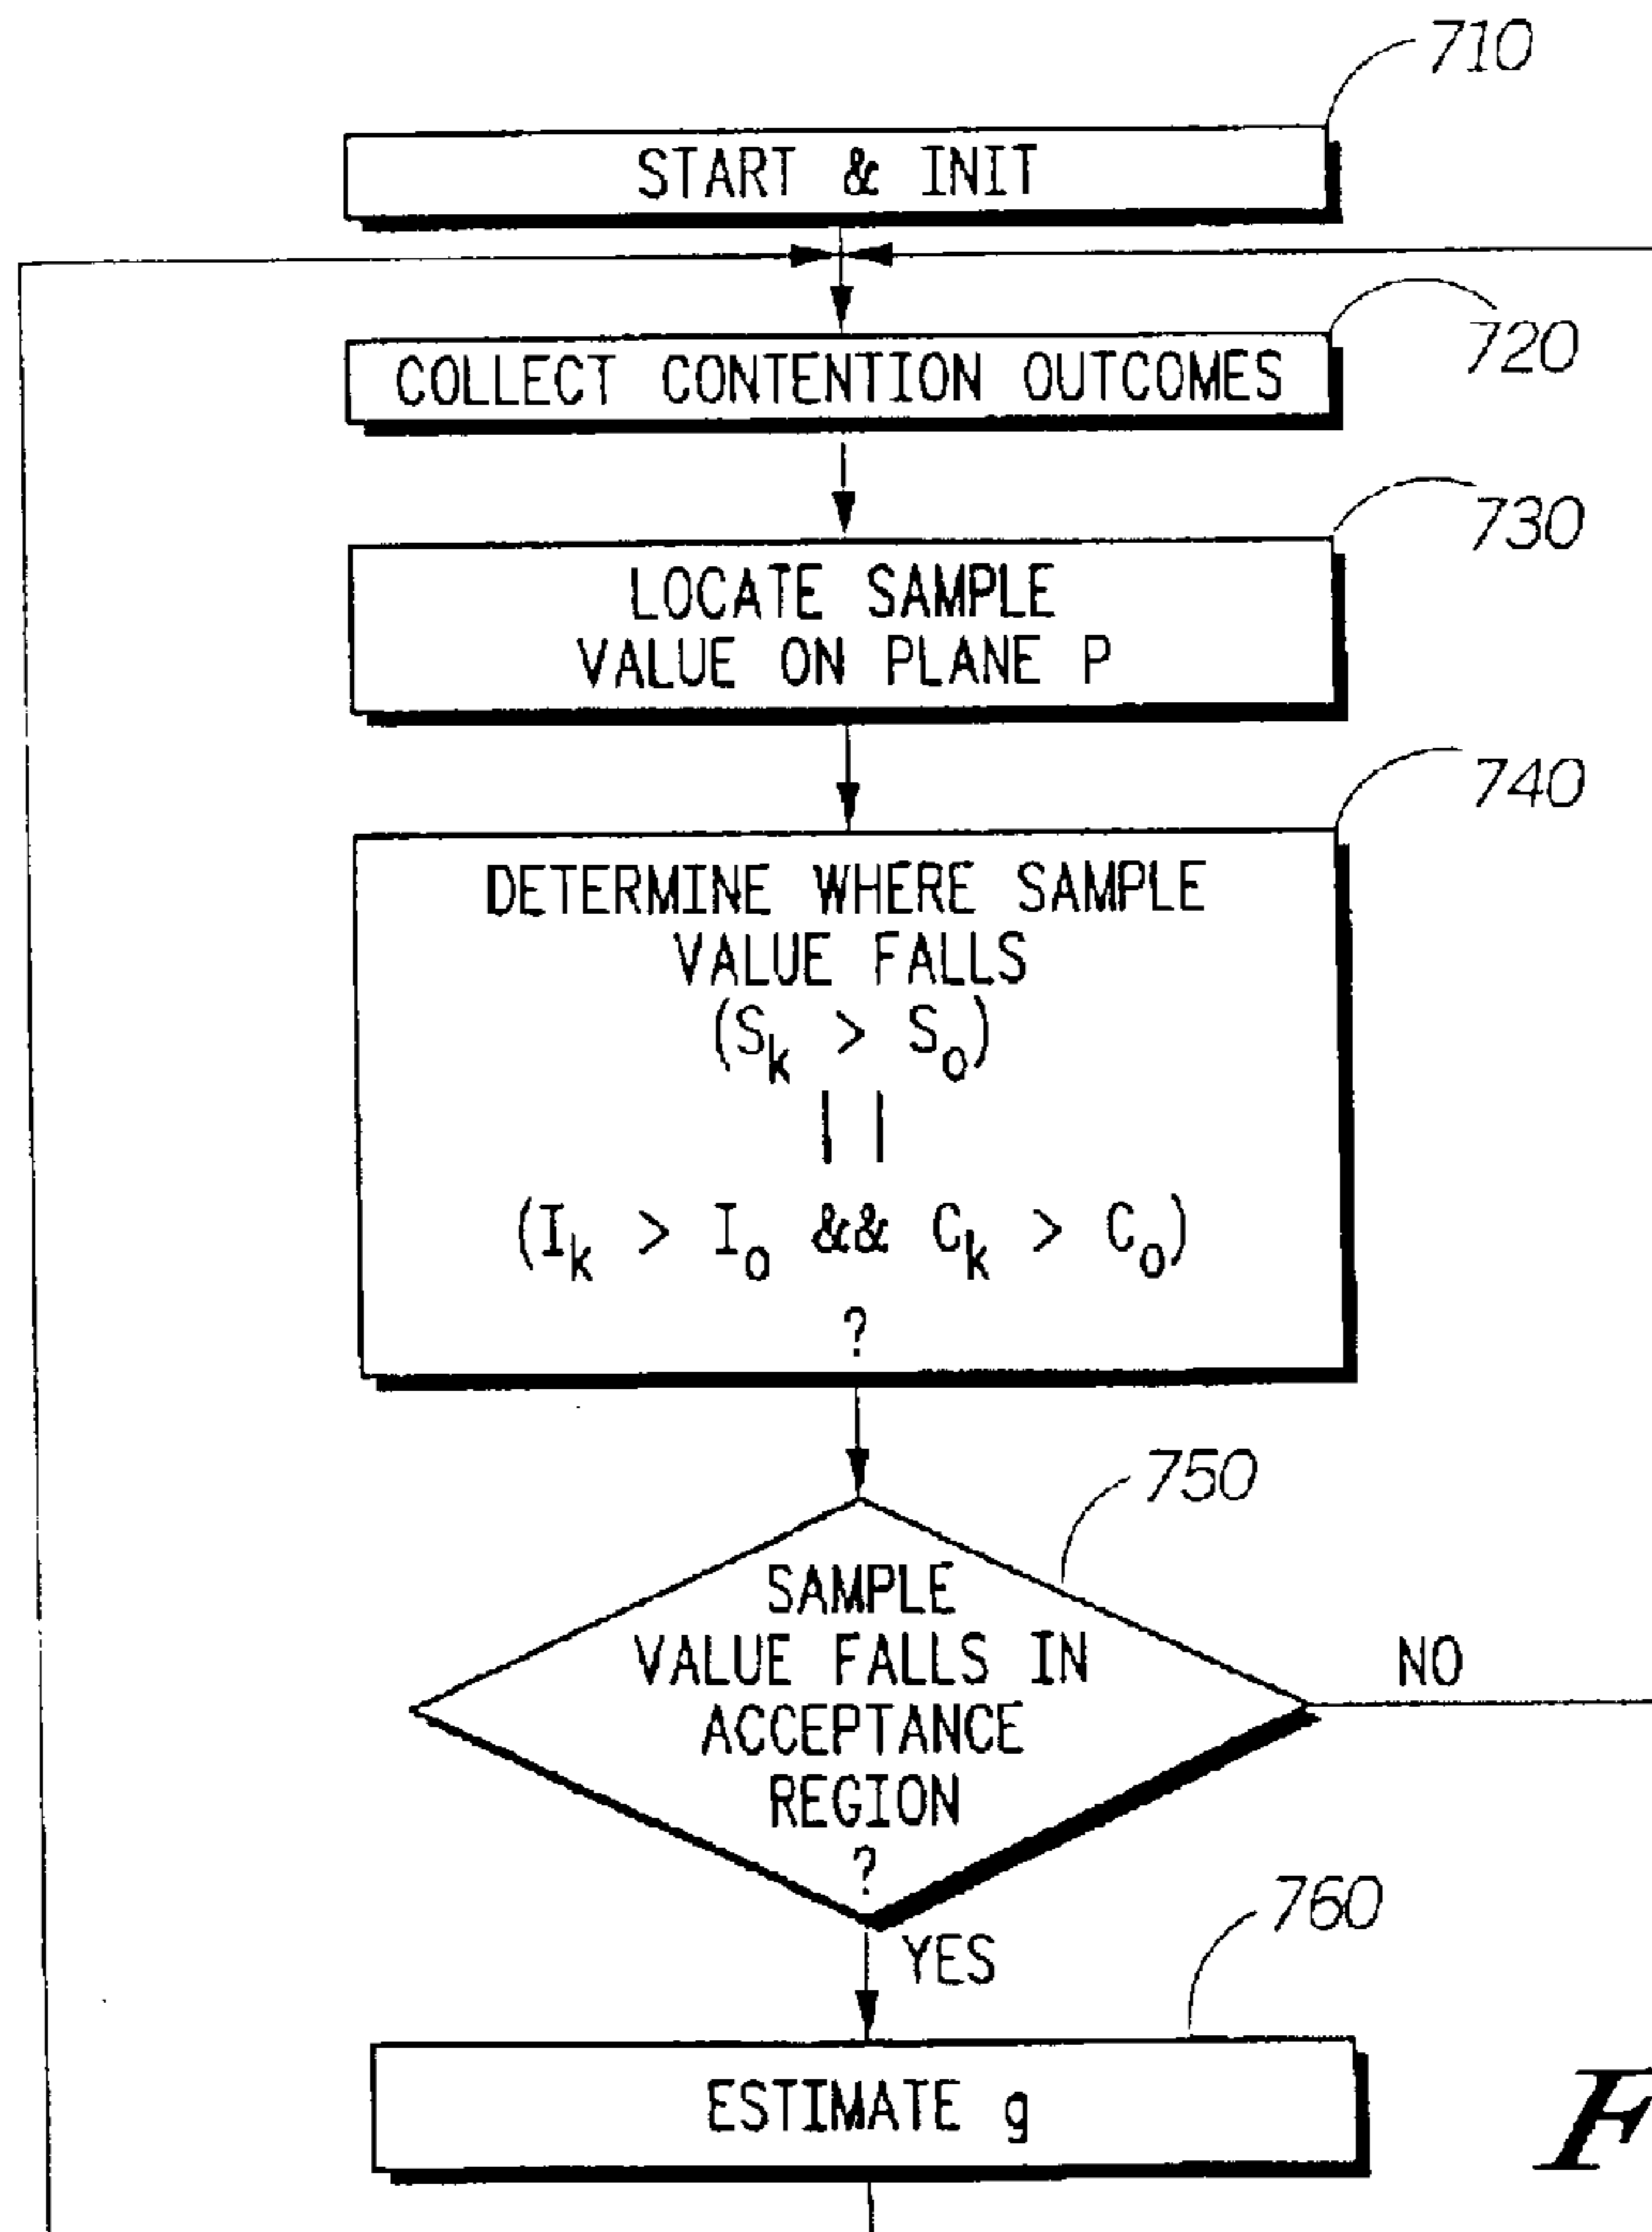 710
START & INIT
COLLECT CONTENTION OUTCOMES
720
730
LOCATE SAMPLE
VALUE ON PLANE P
740
DETERMINE WHERE SAMPLE
VALUE FALLS
(Sk > So)
||
(Ik > Io && Ck > Co)
?
750
SAMPLE
VALUE FALLS IN
ACCEPTANCE
REGION
?
NO
YES
760
ESTIMATE g
F